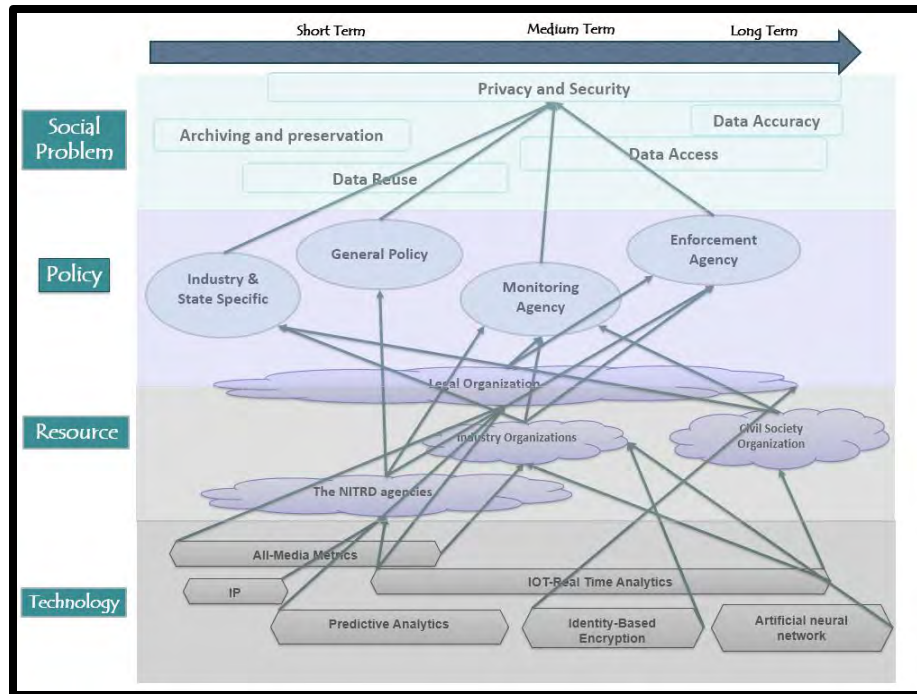 Short Term
Medium Term
Long Term
Social
Problem
Privacy and Security
Data Accuracy
Archiving and preservation
Data Access
Data Reuse
Policy
Industry &
State Specific
General Policy
Monitoring
Agency
Enforcement
Agency
Resource
Legal Organization
Industry Organizations
Civil Society
Organization
The NITRD agencies
Technology
All-Media Metrics
IP
IOT-Real Time Analytics
Predictive Analytics
Identity-Based
Encryption
Artificial neural
network